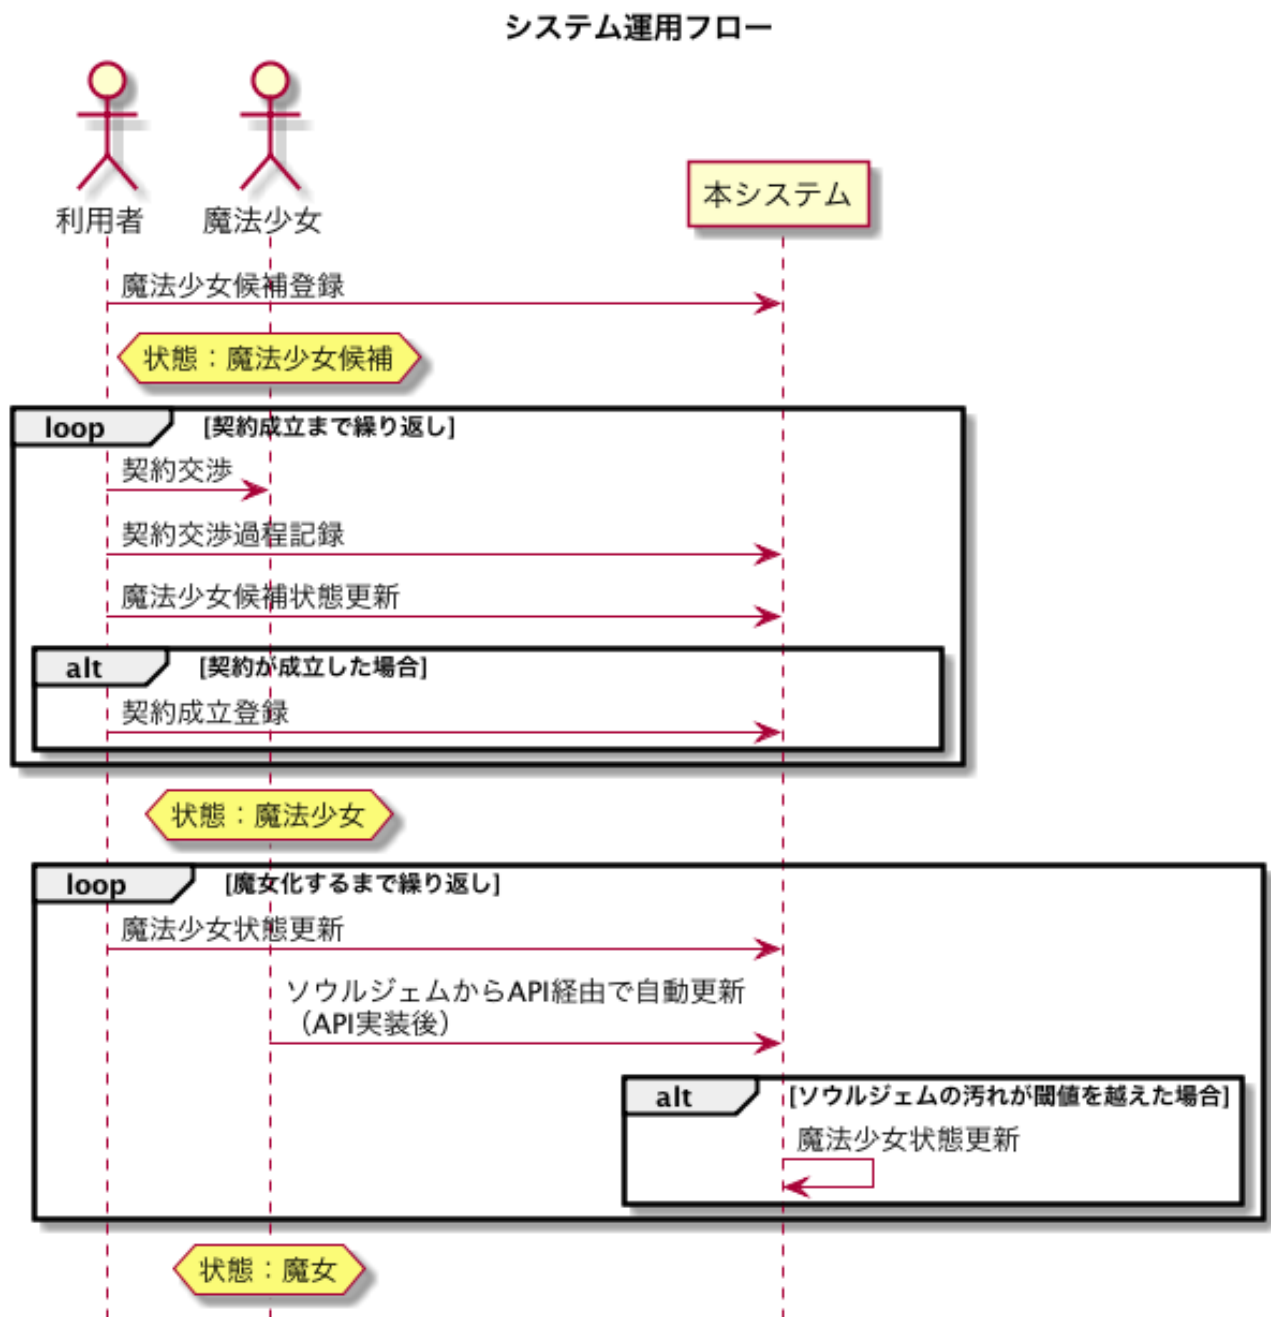 システム運用フロー
利用者
魔法少女
本システム
魔法少女候補登録
状態：魔法少女候補
loop [契約成立まで繰り返し]
契約交渉
契約交渉過程記録
魔法少女候補状態更新
alt [契約が成立した場合]
契約成立登録
状態：魔法少女
loop [魔女化するまで繰り返し]
魔法少女状態更新
ソウルジェムからAPI経由で自動更新
（API実装後）
alt [ソウルジェムの汚れが閾値を越えた場合]
魔法少女状態更新
状態：魔女